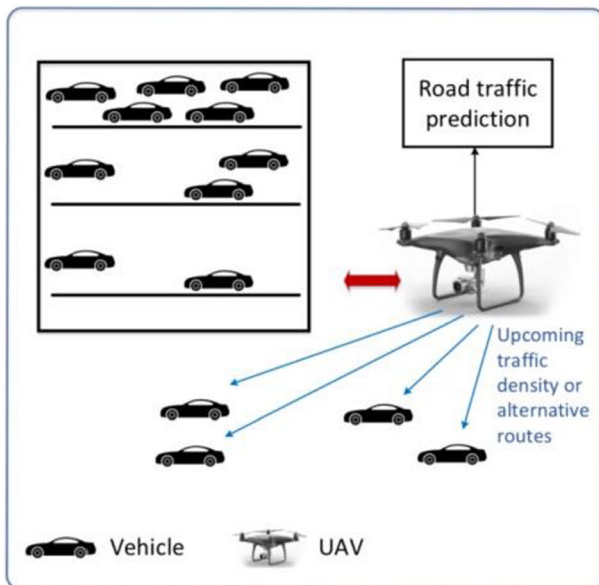 Road traffic
prediction
Upcoming
traffic
density or
alternative
routes
Vehicle
UAV